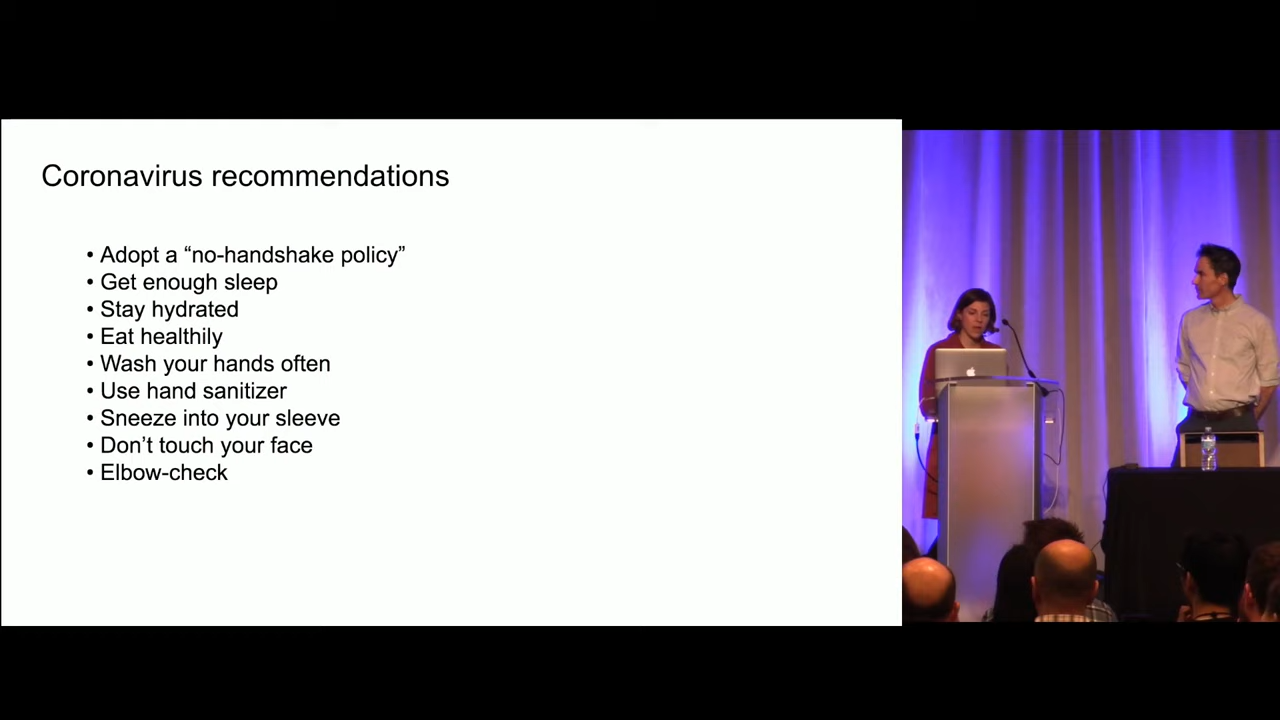 Coronavirus recommendations
• Adopt a “no-handshake policy”
• Get enough sleep
• Stay hydrated
• Eat healthily
• Wash your hands often
• Use hand sanitizer
• Sneeze into your sleeve
• Don’t touch your face
• Elbow-check